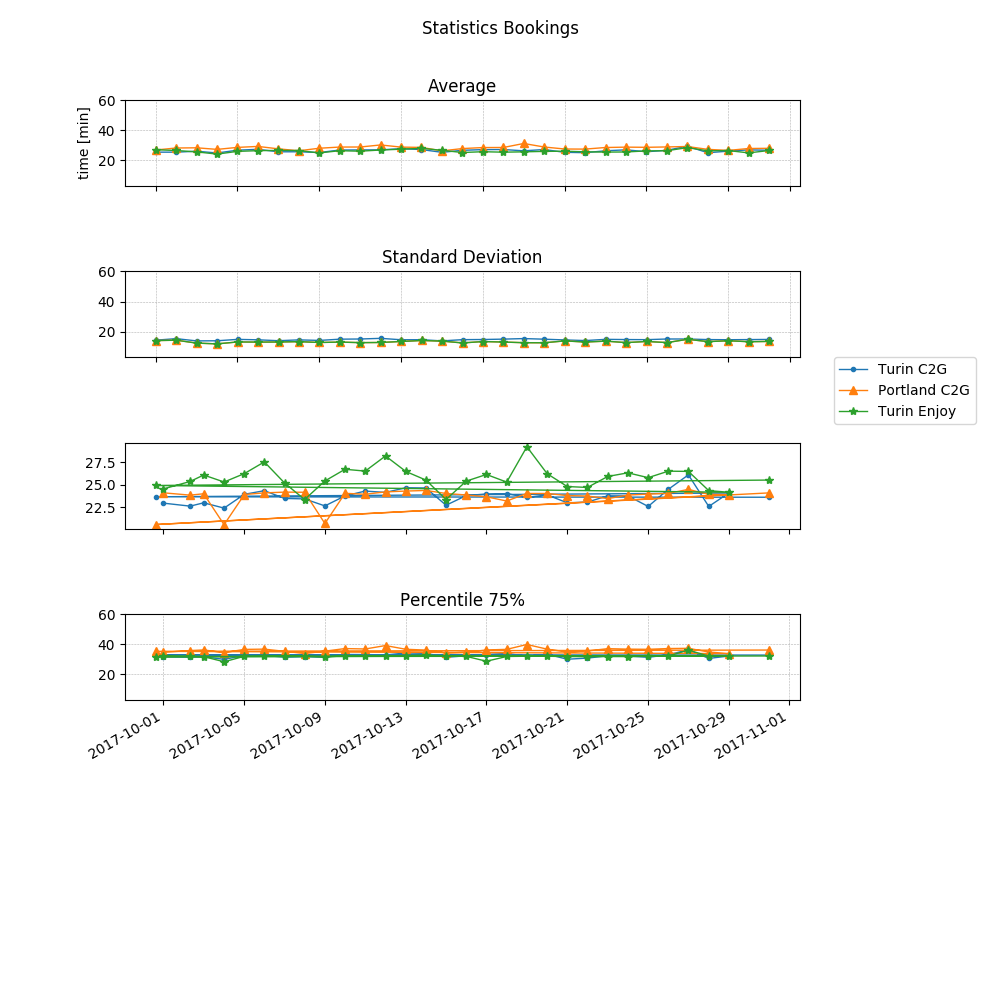 Statistics Bookings
Average
time [min]
60
40
20
Standard Deviation
60
40
20
Turin C2G
Portland C2G
Turin Enjoy
27.5
25.0
22.5
Percentile 75%
60
40
20
2017-10-01 2017-10-05 2017-10-09 2017-10-13 2017-10-17 2017-10-21 2017-10-25 2017-10-29 2017-11-01